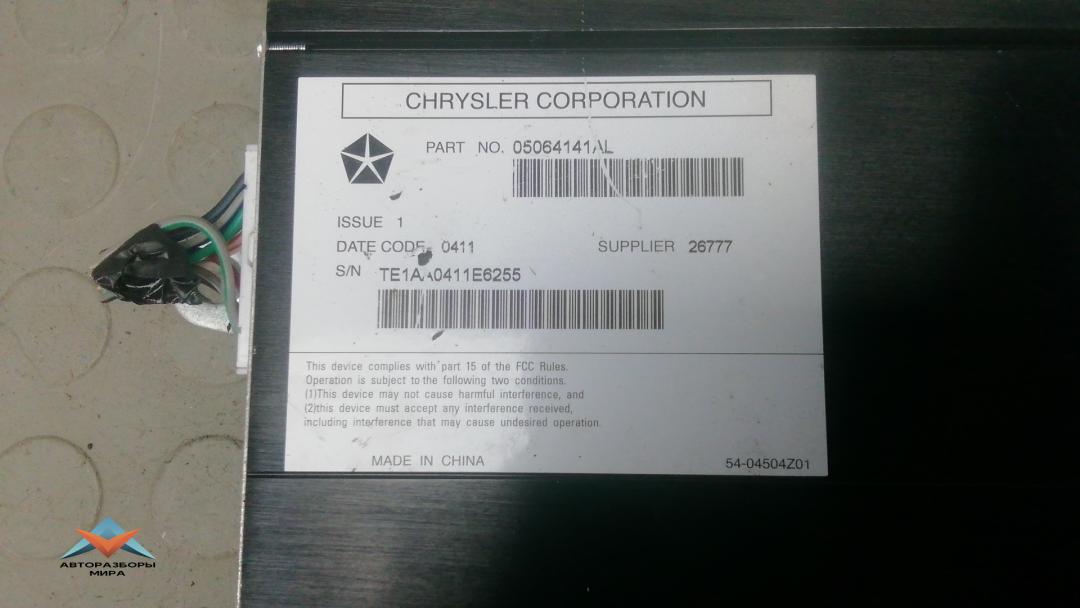 CHRYSLER CORPORATION
PART NO. 05064141AL
ISSUE 1
DATE CODE 0411 SUPPLIER 26777
S/N TE1AA0411E6255
This device complies with part 15 of the FCC Rules.
Operation is subject to the following two conditions.
(1)This device may not cause harmful interference, and
(2)this device must accept any interference received,
including interference that may cause undesired operation.
MADE IN CHINA 54-04504Z01
АВТОРАЗБОРЫ
МИРА